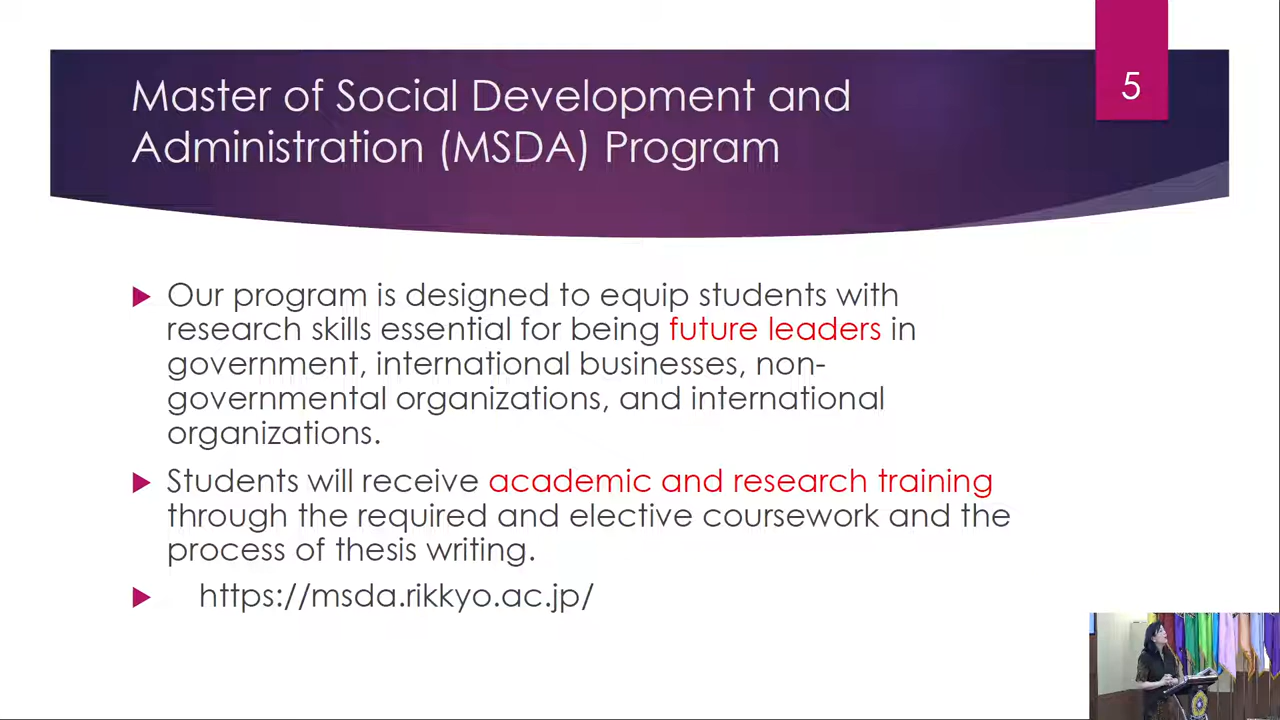 5
Master of Social Development and
Administration (MSDA) Program
Our program is designed to equip students with
research skills essential for being future leaders in
government, international businesses, non-
governmental organizations, and international
organizations.
Students will receive academic and research training
through the required and elective coursework and the
process of thesis writing.
https://msda.rikkyo.ac.jp/